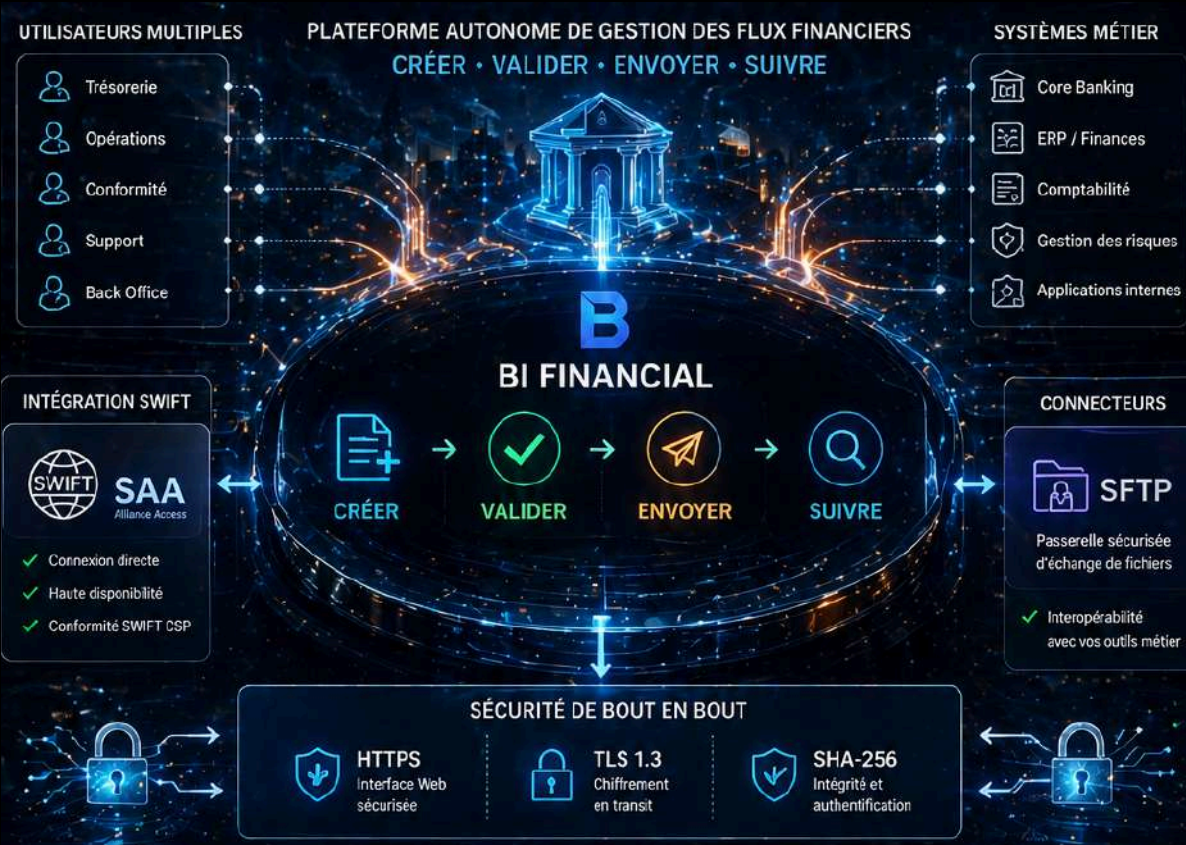 UTILISATEURS MULTIPLES
Trésorerie
Opérations
Conformité
Support
Back Office
PLATEFORME AUTONOME DE GESTION DES FLUX FINANCIERS
CRÉER • VALIDER • ENVOYER • SUIVRE
SYSTÈMES MÉTIER
Core Banking
ERP / Finances
Comptabilité
Gestion des risques
Applications internes
B
BI FINANCIAL
CRÉER
VALIDER
ENVOYER
SUIVRE
INTÉGRATION SWIFT
SWIFT
SAA
Alliance Access
Connexion directe
Haute disponibilité
Conformité SWIFT CSP
CONNECTEURS
SFTP
Passerelle sécurisée
d'échange de fichiers
Interopérabilité
avec vos outils métier
SÉCURITÉ DE BOUT EN BOUT
HTTPS
Interface Web
sécurisée
TLS 1.3
Chiffrement
en transit
SHA-256
Intégrité et
authentification